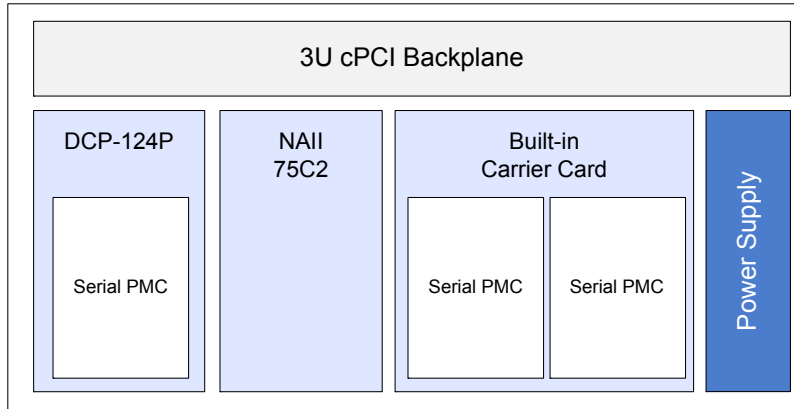 3U cPCI Backplane
DCP-124P
Serial PMC
NAII
75C2
Built-in
Carrier Card
Serial PMC
Serial PMC
Power Supply